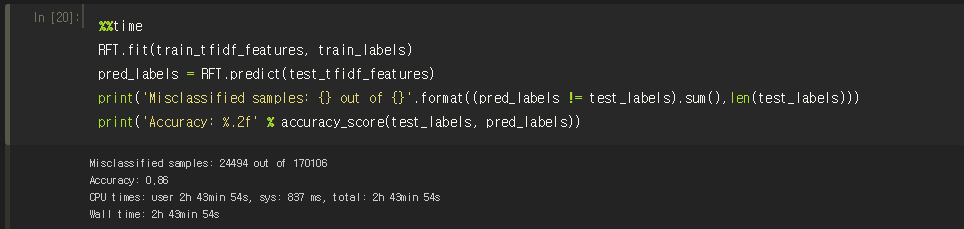 In [20]:
%%time
RFT.fit(train_tfidf_features, train_labels)
pred_labels = RFT.predict(test_tfidf_features)
print('Misclassified samples: {} out of {}'.format((pred_labels != test_labels).sum(),len(test_labels)))
print('Accuracy: %.2f' % accuracy_score(test_labels, pred_labels))
Misclassified samples: 24494 out of 170106
Accuracy: 0.86
CPU times: user 2h 43min 54s, sys: 837 ms, total: 2h 43min 54s
Wall time: 2h 43min 54s